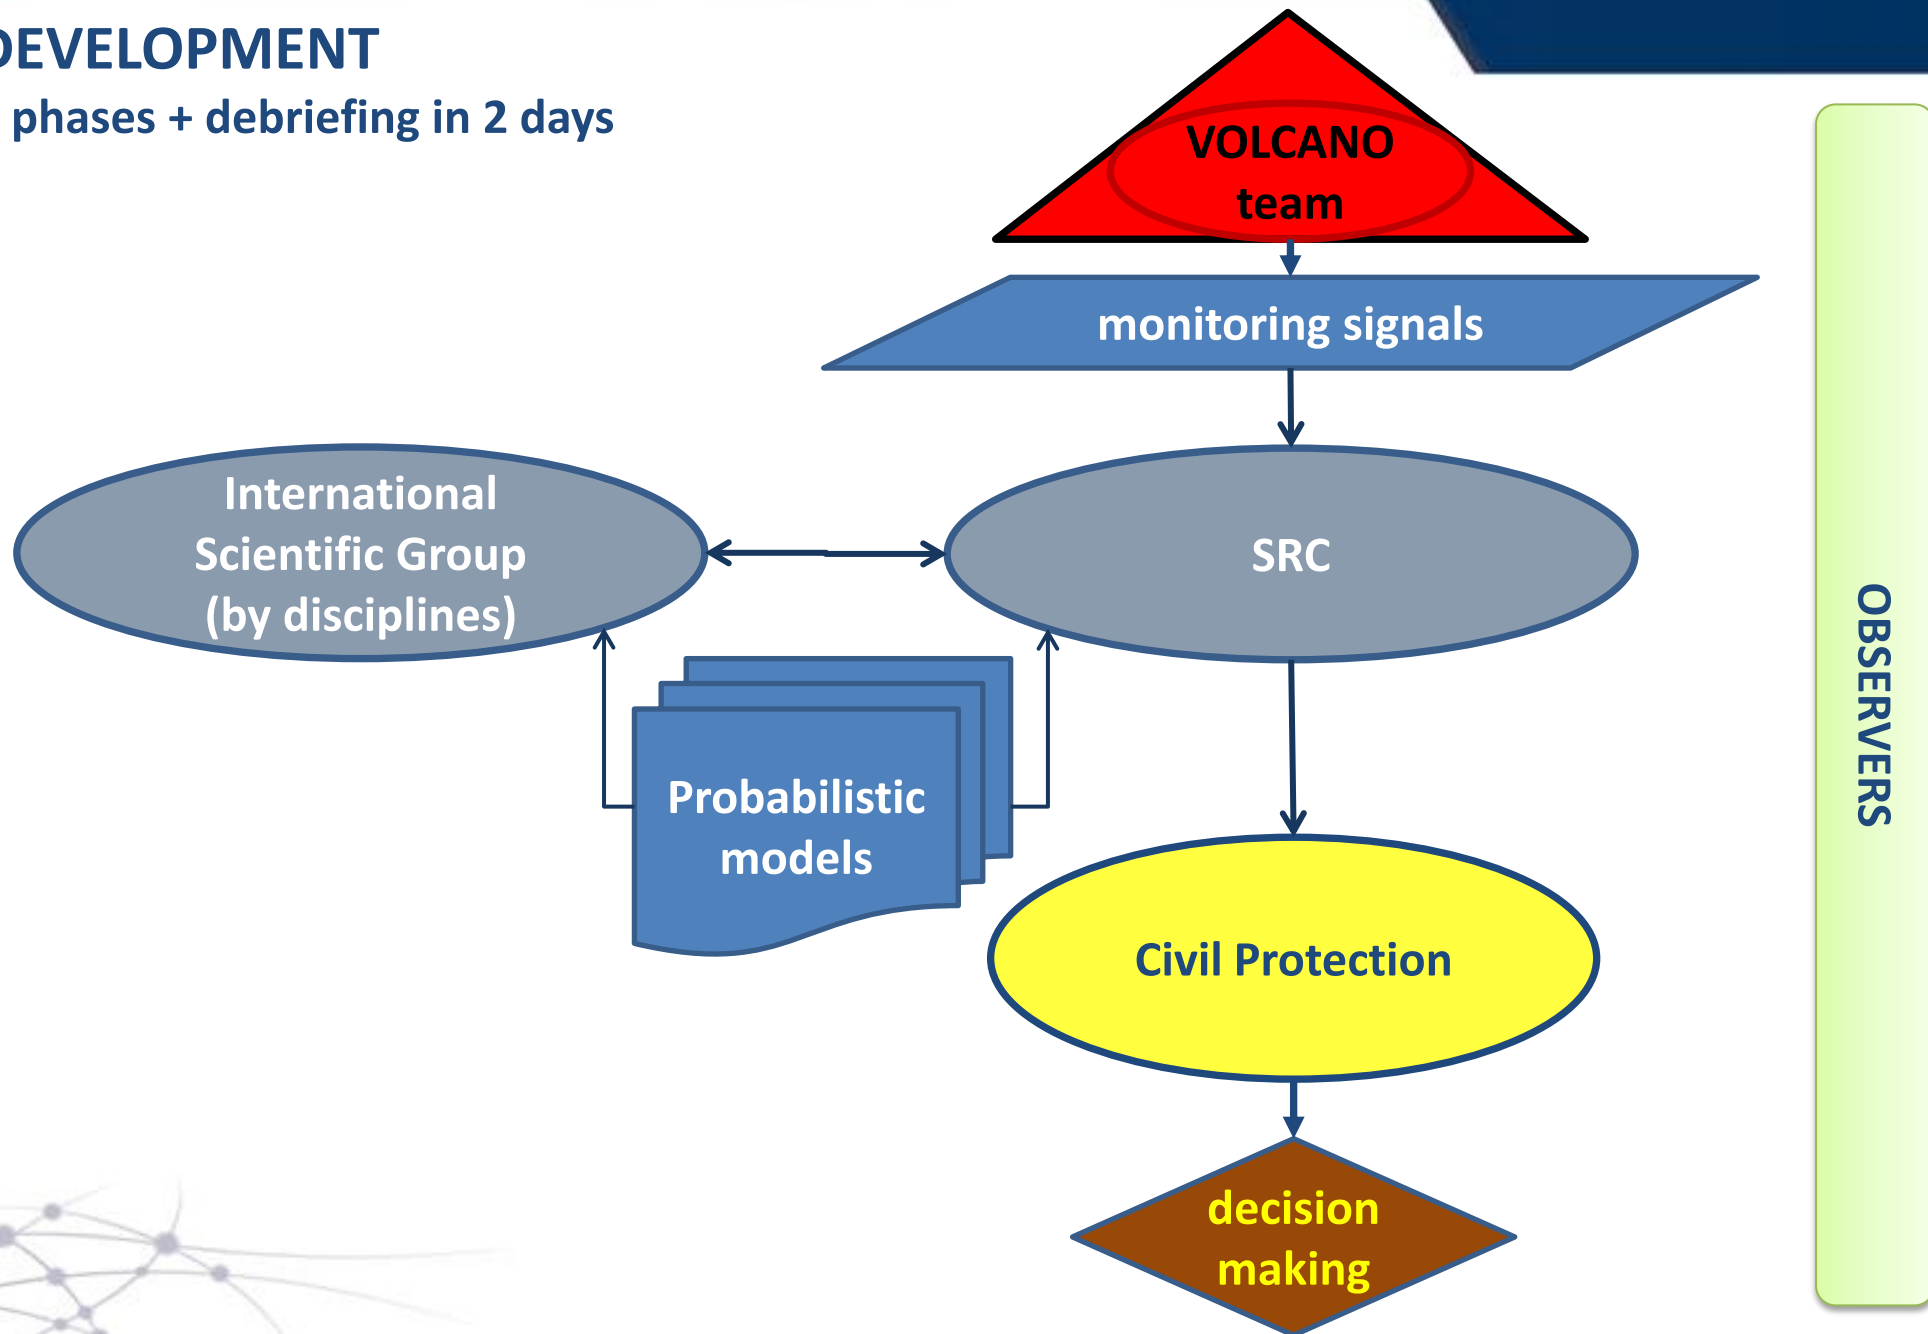 DEVELOPMENT
phases + debriefing in 2 days
VOLCANO
team
monitoring signals
International
Scientific Group
(by disciplines)
SRC
Probabilistic
models
Civil Protection
decision
making
OBSERVERS